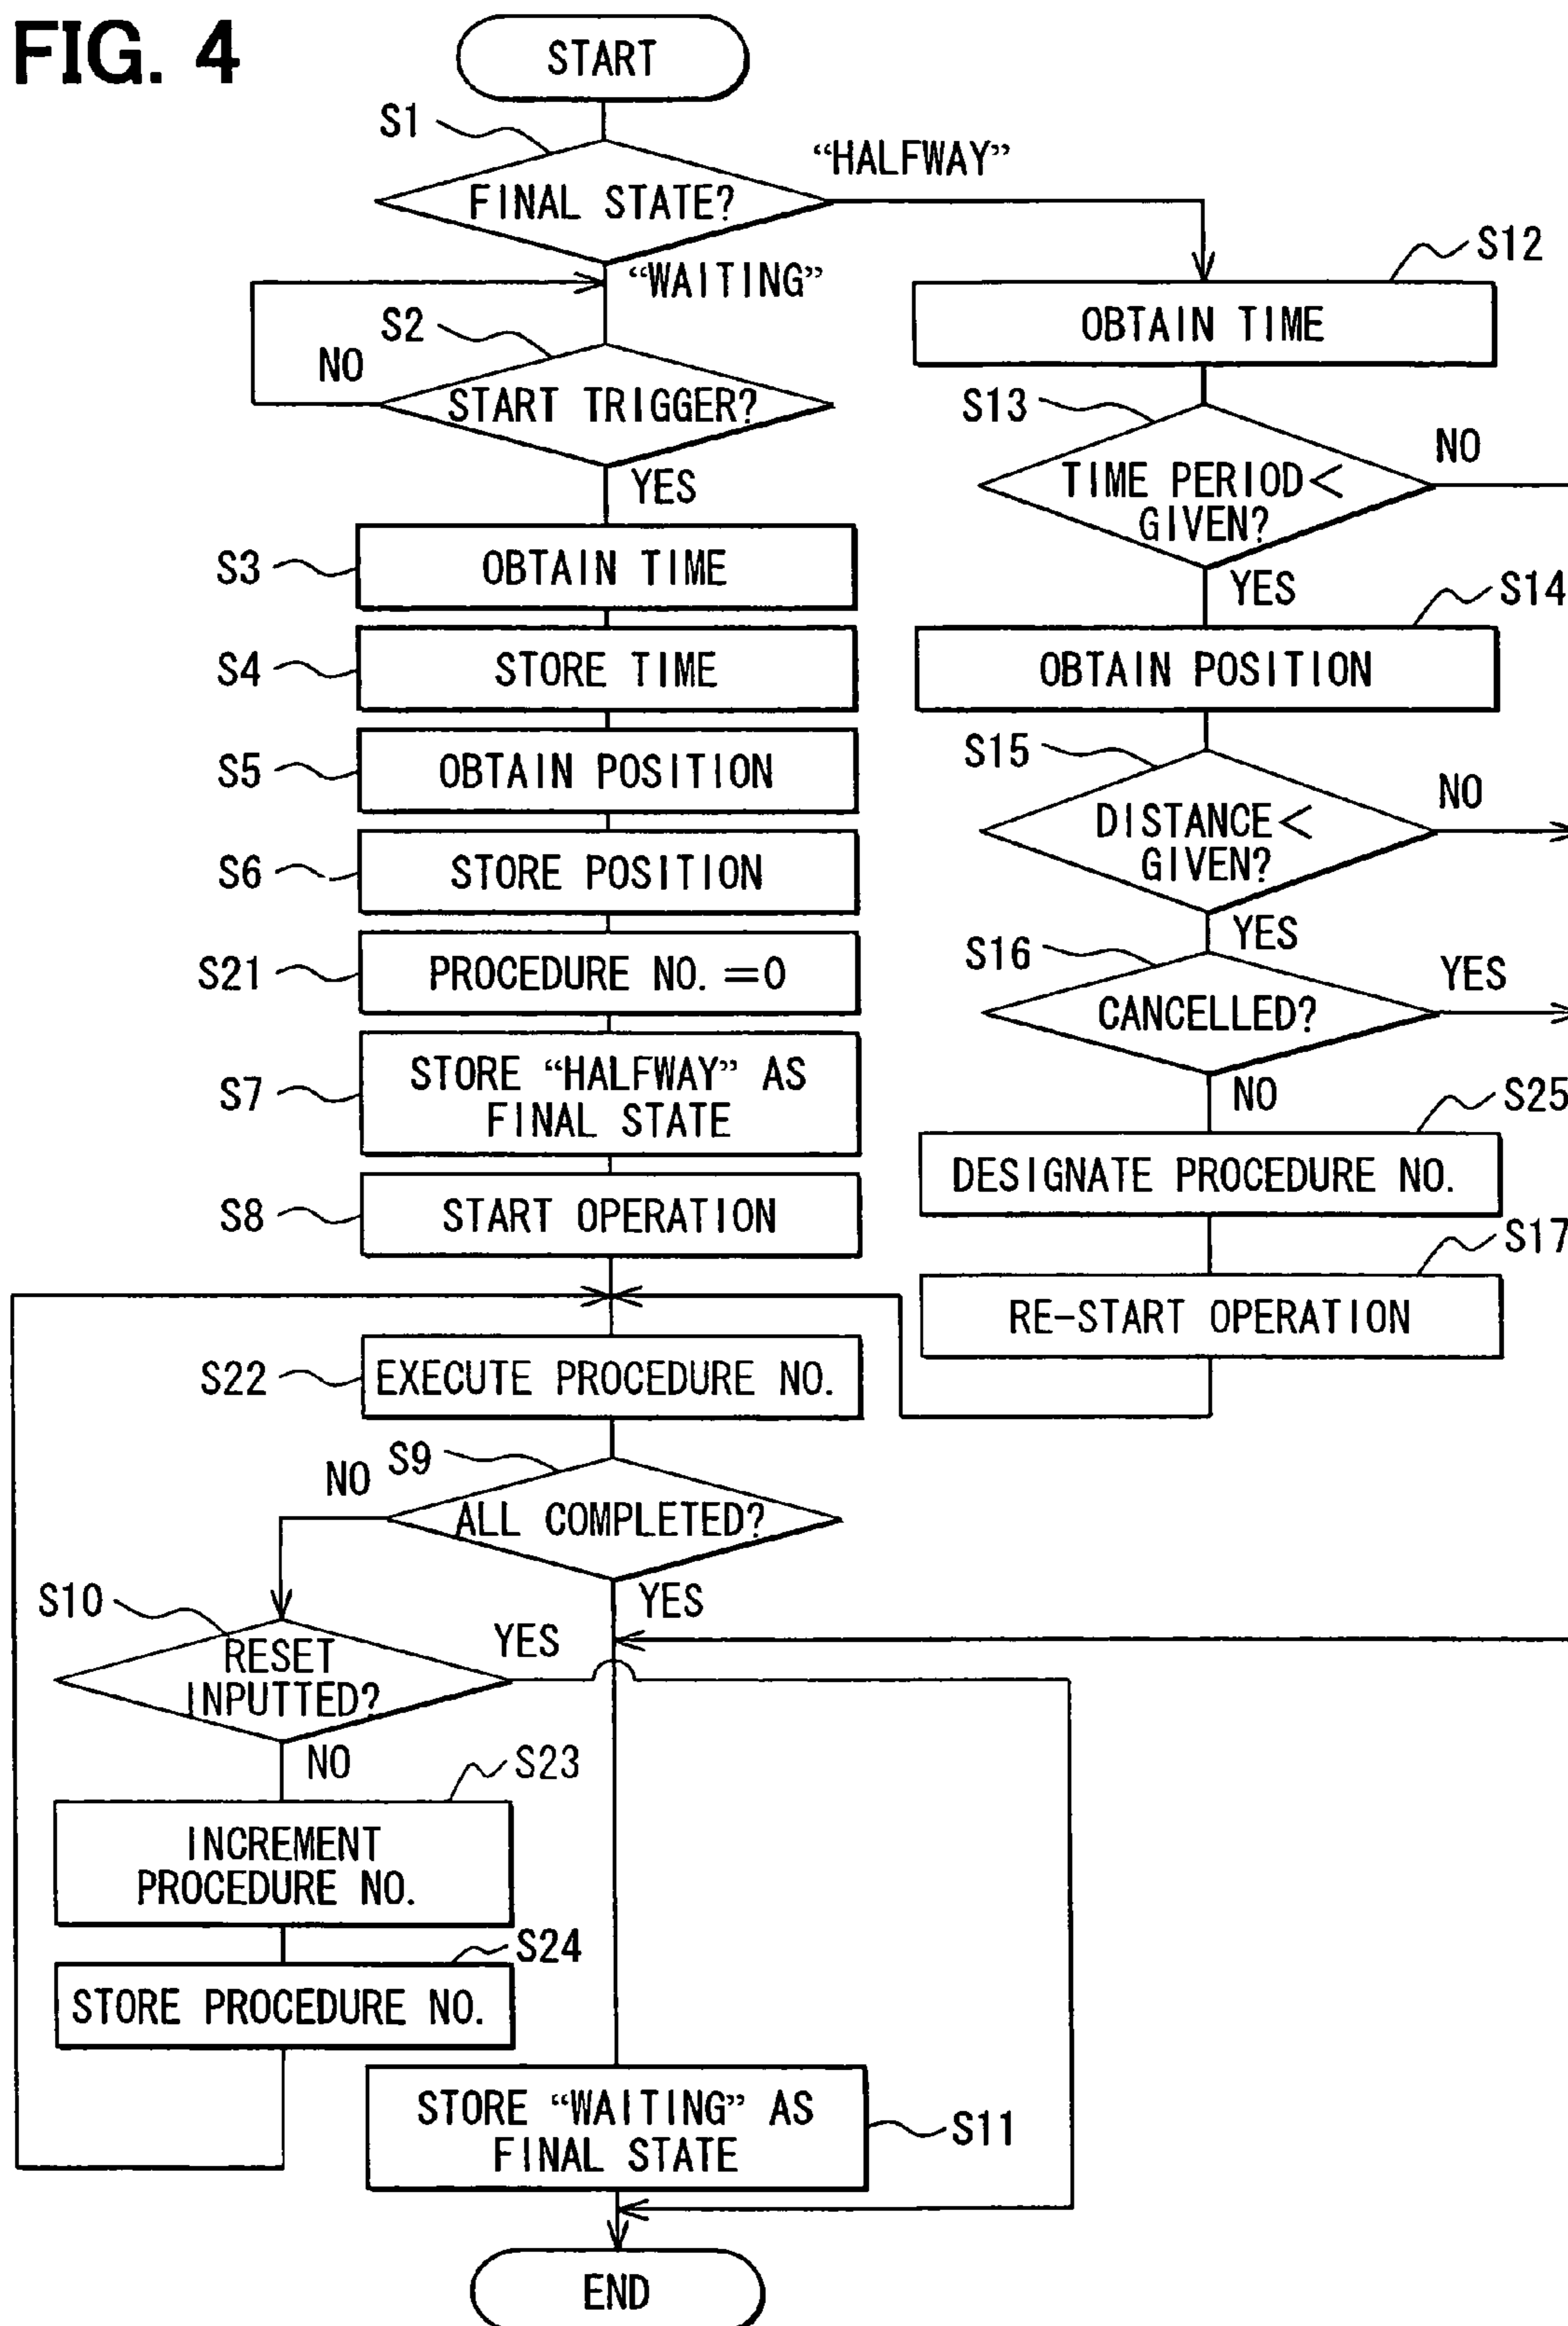 FIG. 4
START
S1
"HALFWAY"
FINAL STATE?
"WAITING"
S2
NO
START TRIGGER?
YES
S3
OBTAIN TIME
S4
STORE TIME
S5
OBTAIN POSITION
S6
STORE POSITION
S21
PROCEDURE NO. =0
S7
STORE "HALFWAY" AS
FINAL STATE
S8
START OPERATION
S12
OBTAIN TIME
S13
TIME PERIOD<
GIVEN?
NO
YES
S14
OBTAIN POSITION
S15
DISTANCE<
GIVEN?
NO
YES
S16
CANCELLED?
YES
NO
S25
DESIGNATE PROCEDURE NO.
S17
RE-START OPERATION
S22
EXECUTE PROCEDURE NO.
S9
NO
ALL COMPLETED?
YES
S10
RESET
INPUTTED?
YES
NO
S23
INCREMENT
PROCEDURE NO.
S24
STORE PROCEDURE NO.
STORE "WAITING" AS
FINAL STATE
S11
END